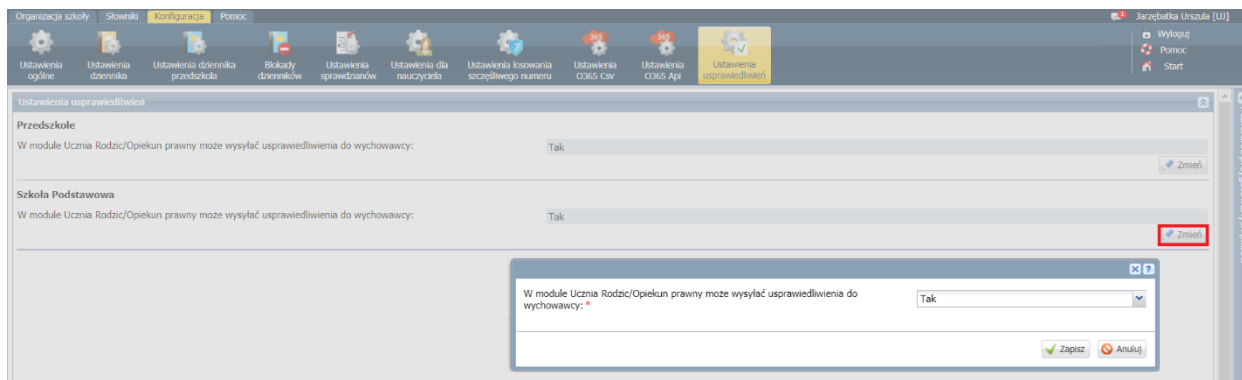 Organizacja szkoły Słowniki Konfiguracja Pomoc
1 Jarzębatka Urszula [UJ]
Ustawienia ogólne
Ustawienia dziennika
Ustawienia dziennika przedszkola
Blokady dzienników
Ustawienia sprawdzianów
Ustawienia dla nauczyciela
7
Ustawienia losowania szczęśliwego numeru
365
Ustawienia O365 Csv
365
Ustawienia O365 Api
Ustawienia usprawiedliwień
Wyloguj
Pomoc
Start
Ustawienia usprawiedliwień
Przedszkole
W module Ucznia Rodzic/Opiekun prawny może wysyłać usprawiedliwienia do wychowawcy: Tak
Zmień
Szkoła Podstawowa
W module Ucznia Rodzic/Opiekun prawny może wysyłać usprawiedliwienia do wychowawcy: Tak
Zmień
W module Ucznia Rodzic/Opiekun prawny może wysyłać usprawiedliwienia do
wychowawcy: *
Tak
Zapisz Anuluj